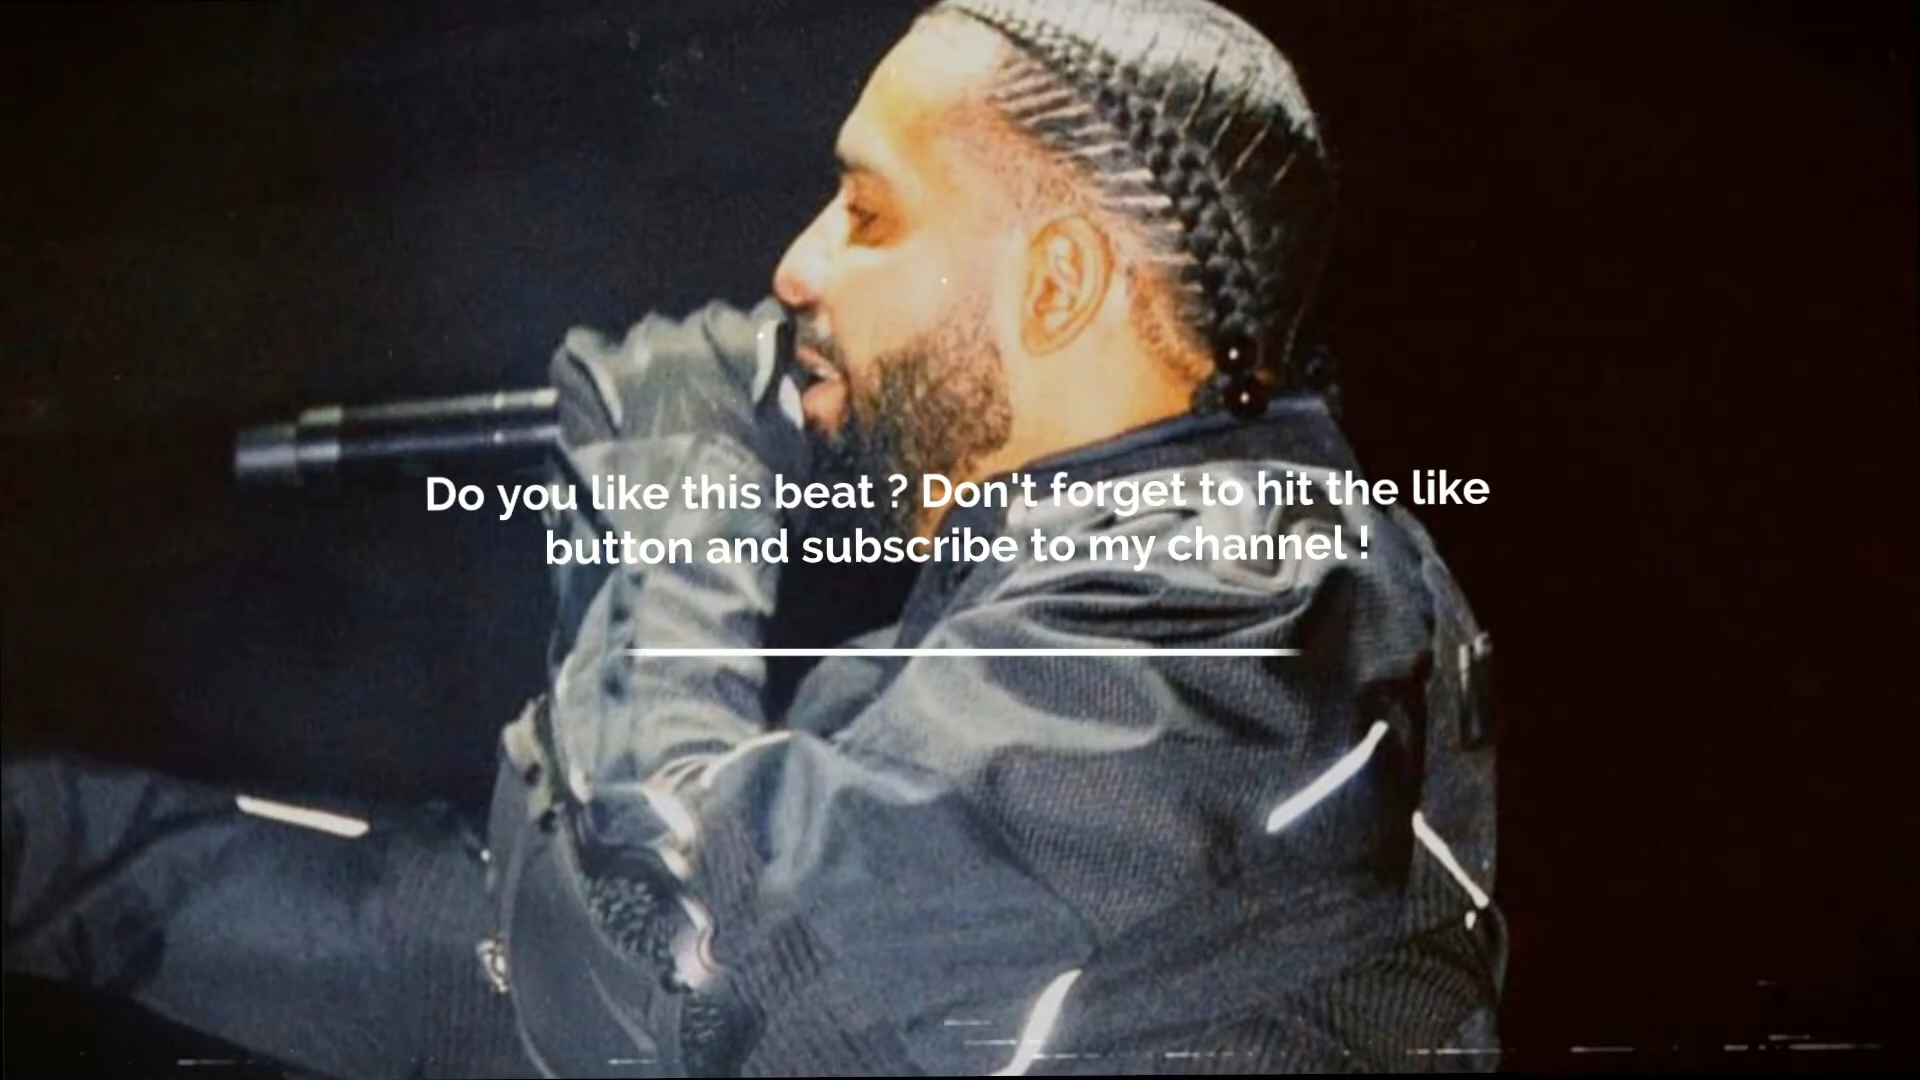 Do you like this beat ? Don't forget to hit the like
button and subscribe to my channel !